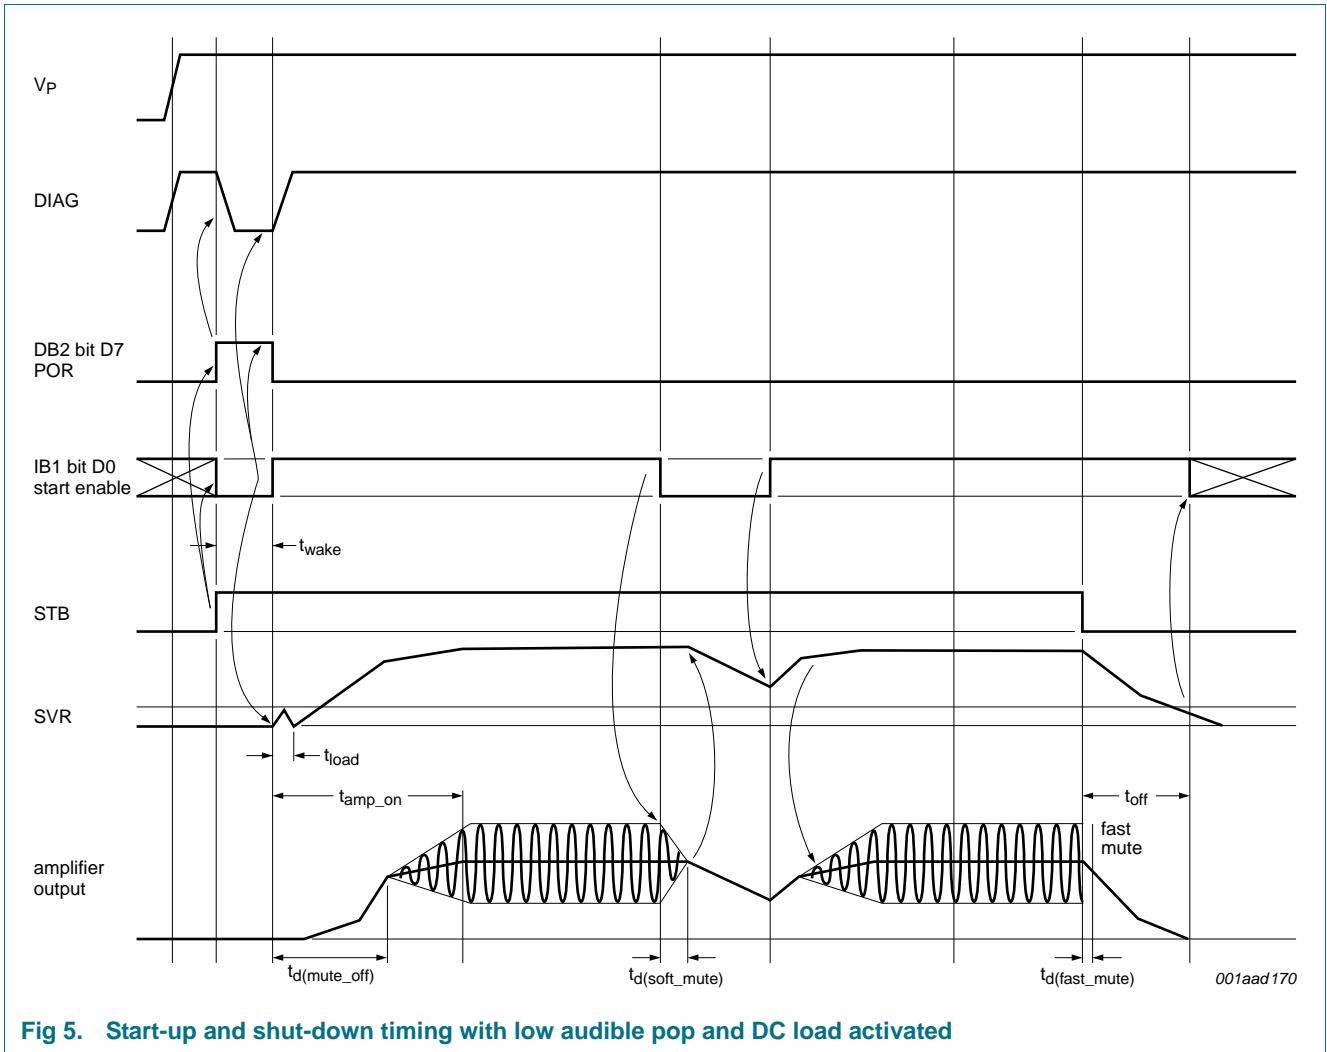 VP
DIAG
DB2 bit D7
POR
IB1 bit D0
start enable
twake
STB
SVR
tload
tamp_on
toff
fast
mute
amplifier
output
td(mute_off)
td(soft_mute)
td(fast_mute)
001aad170
Fig 5. Start-up and shut-down timing with low audible pop and DC load activated